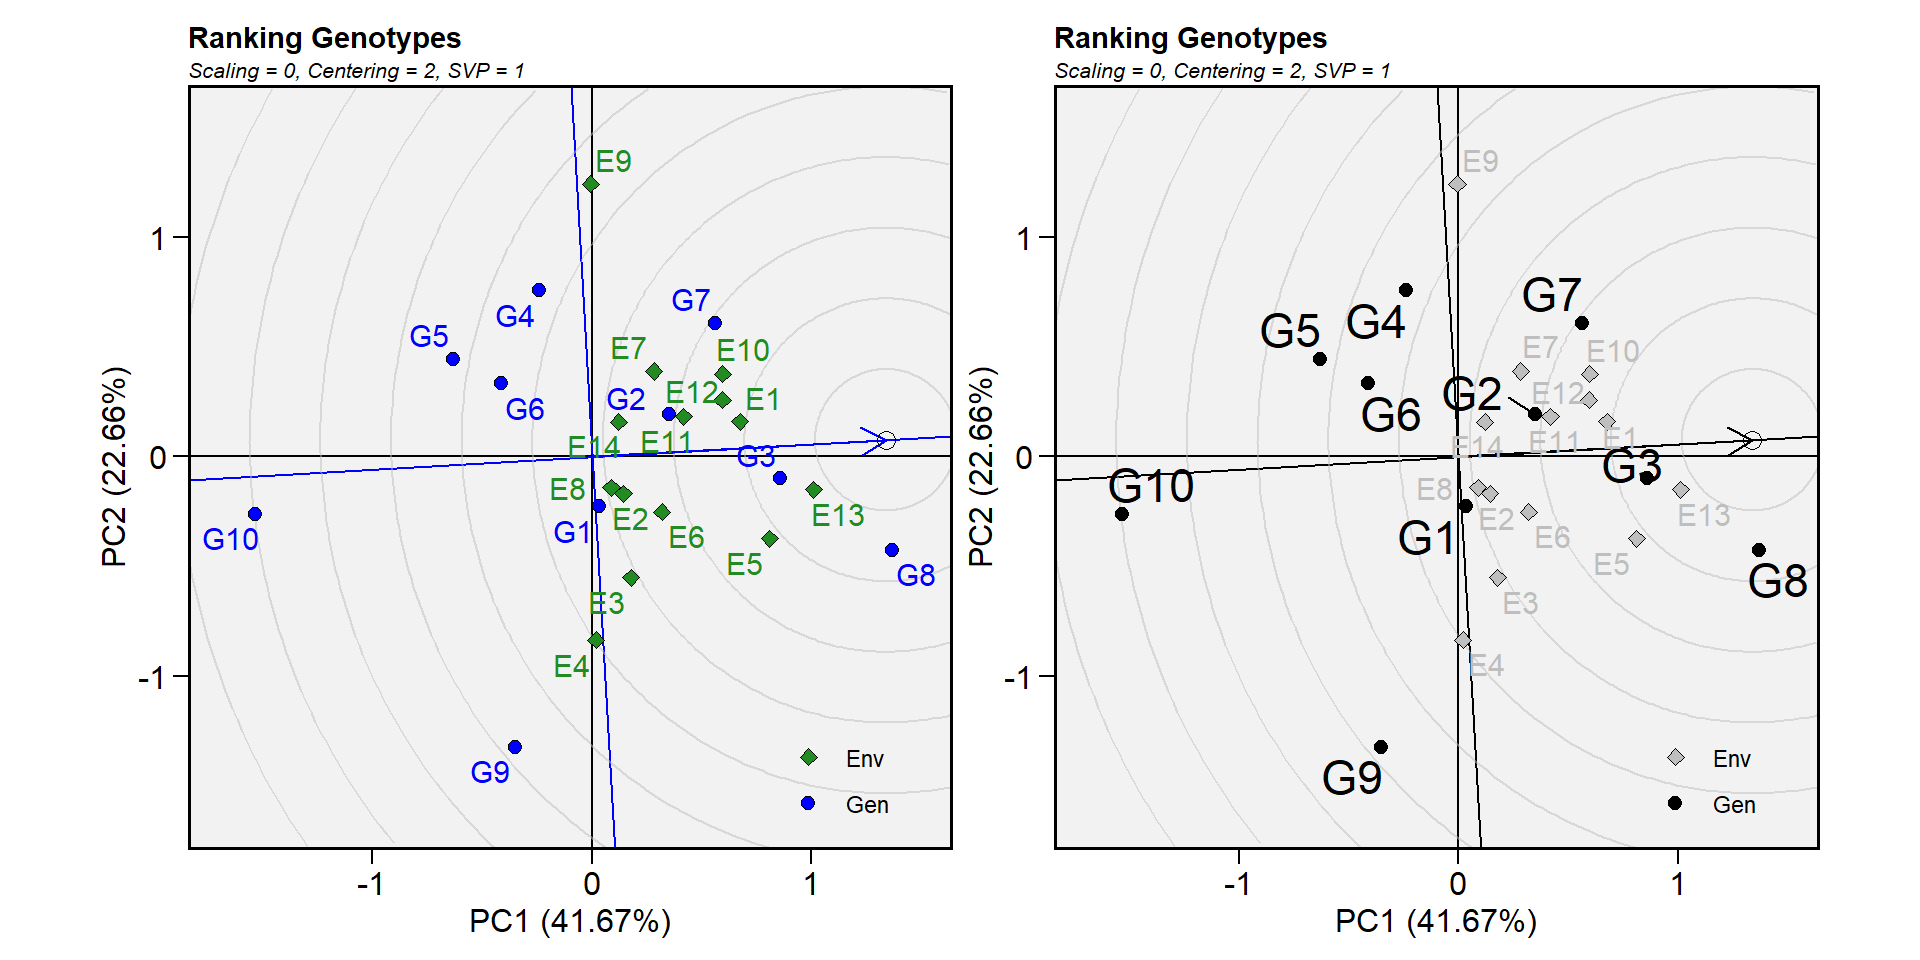 Ranking Genotypes
Scaling = 0, Centering = 2, SVP = 1
E9
1
G7
G4
G5
E7
E10
E12
G2
E1
G6
E14
E11
0
G3
E8
E13
E2
G1
E6
G10
E5
G8
E3
E4
-1
G9
Env
Gen
-1
0
1
PC1 (41.67%)
PC2 (22.66%)
Ranking Genotypes
Scaling = 0, Centering = 2, SVP = 1
E9
1
G7
G4
G5
E7
E10
E12
G2
G6
E1
E14
E11
0
G3
G10
E8
E13
E2
G1
E6
E5
G8
E3
E4
-1
G9
Env
Gen
-1
0
1
PC1 (41.67%)
PC2 (22.66%)